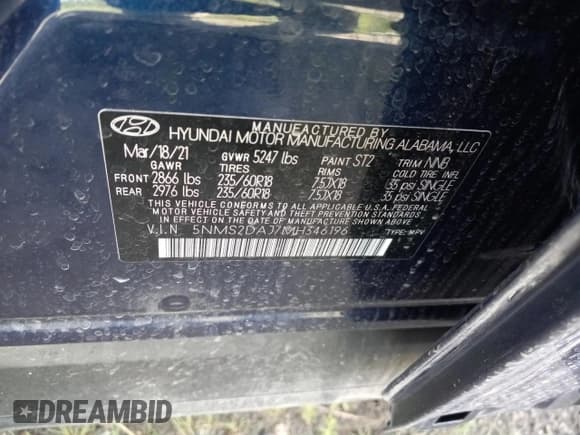 MANUFACTURED BY
HYUNDAI MOTOR MANUFACTURING ALABAMA, LLC
Mar/18/21 GVWR 5247 lbs PAINT ST2 TRIM NNB
GAWR TIRES RIMS COLD TIRE INF.
FRONT 2866 lbs 235/60R18 7.5JX18 35 psi SINGLE
REAR 2976 lbs 235/60R18 7.5JX18 35 psi SINGLE
THIS VEHICLE CONFORMS TO ALL APPLICABLE U.S. FEDERAL
MOTOR VEHICLE SAFETY AND THEFT PREVENTION STANDARDS
IN EFFECT ON THE DATE OF MANUFACTURE SHOWN ABOVE.
V.I.N 5NMS2DAJ7MH346196 TYPE:MPV
DREAMBID